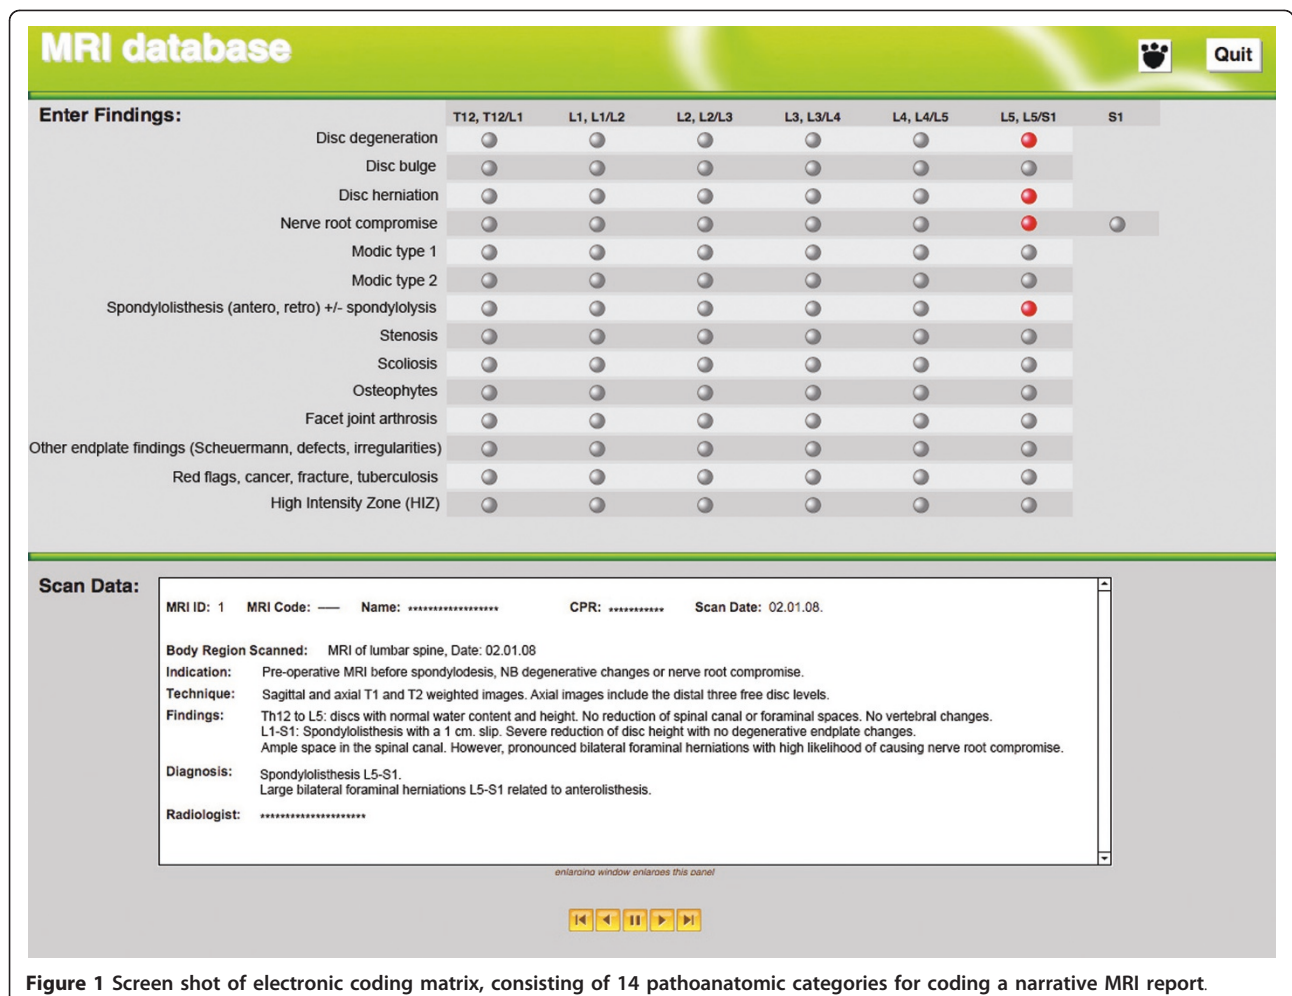 MRI database
Quit
Enter Findings:
T12, T12/L1 L1, L1/L2 L2, L2/L3 L3, L3/L4 L4, L4/L5 L5, L5/S1 S1
Disc degeneration
Disc bulge
Disc herniation
Nerve root compromise
Modic type 1
Modic type 2
Spondylolisthesis (antero, retro) +/- spondylolysis
Stenosis
Scoliosis
Osteophytes
Facet joint arthrosis
Other endplate findings (Scheuermann, defects, irregularities)
Red flags, cancer, fracture, tuberculosis
High Intensity Zone (HIZ)
Scan Data:
MRI ID: 1 MRI Code: —— Name: ****************** CPR: *********** Scan Date: 02.01.08.
Body Region Scanned: MRI of lumbar spine, Date: 02.01.08
Indication: Pre-operative MRI before spondylodesis, NB degenerative changes or nerve root compromise.
Technique: Sagittal and axial T1 and T2 weighted images. Axial images include the distal three free disc levels.
Findings: Th12 to L5: discs with normal water content and height. No reduction of spinal canal or foraminal spaces. No vertebral changes.
L1-S1: Spondylolisthesis with a 1 cm. slip. Severe reduction of disc height with no degenerative endplate changes.
Ample space in the spinal canal. However, pronounced bilateral foraminal herniations with high likelihood of causing nerve root compromise.
Diagnosis: Spondylolisthesis L5-S1.
Large bilateral foraminal herniations L5-S1 related to anterolisthesis.
Radiologist: *********************
enlarging window enlarges this panel
Figure 1 Screen shot of electronic coding matrix, consisting of 14 pathoanatomic categories for coding a narrative MRI report.